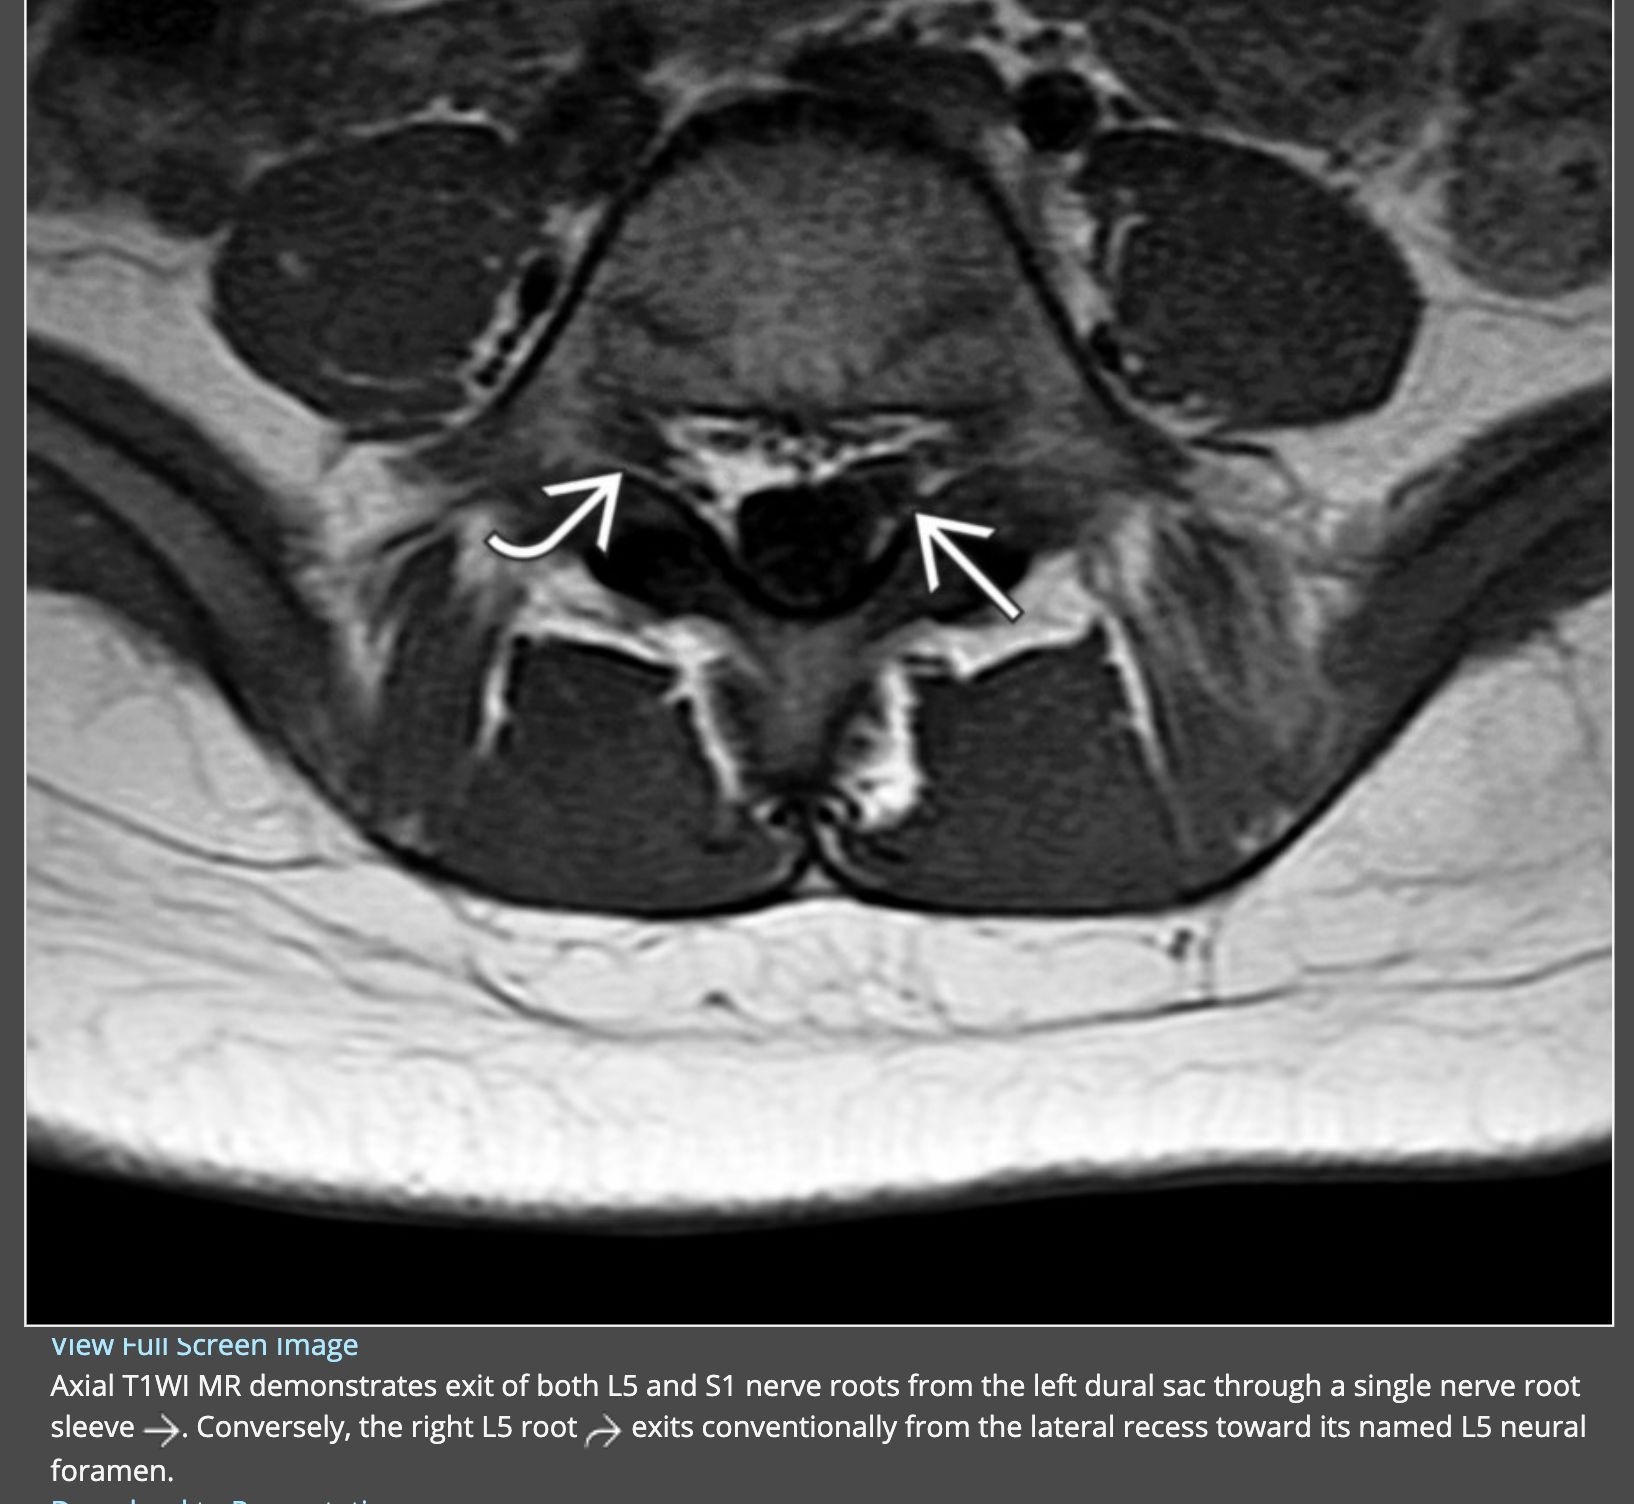 View Full Screen Image
Axial T1WI MR demonstrates exit of both L5 and S1 nerve roots from the left dural sac through a single nerve root
sleeve →. Conversely, the right L5 root ↷ exits conventionally from the lateral recess toward its named L5 neural
foramen.